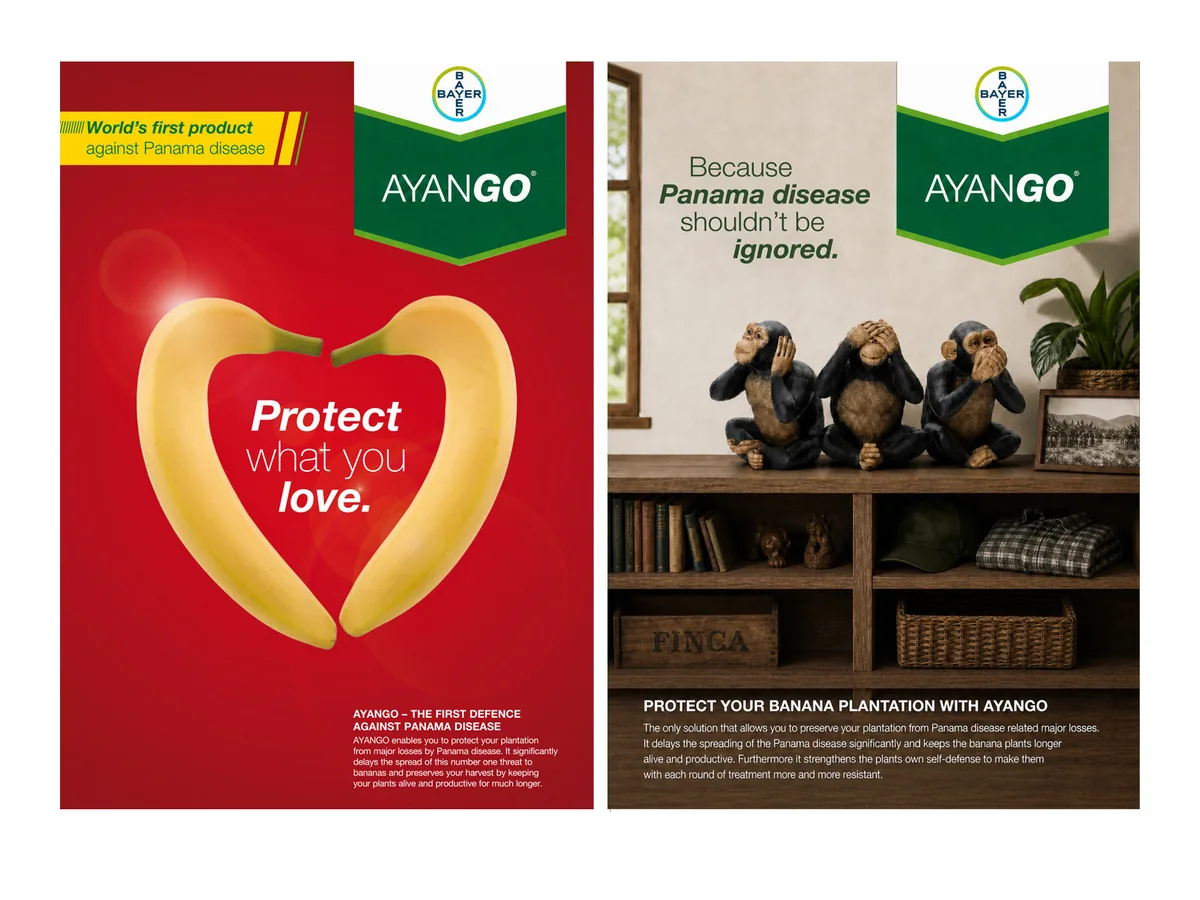 World's first product
against Panama disease
BAYER
BAYER
AYANGO®
Protect
what you
love.
AYANGO – THE FIRST DEFENCE
AGAINST PANAMA DISEASE
AYANGO enables you to protect your plantation
from major losses by Panama disease. It significantly
delays the spread of this number one threat to
bananas and preserves your harvest by keeping
your plants alive and productive for much longer.
Because
Panama disease
shouldn't be
ignored.
BAYER
BAYER
AYANGO®
FINCA
PROTECT YOUR BANANA PLANTATION WITH AYANGO
The only solution that allows you to preserve your plantation from Panama disease related major losses.
It delays the spreading of the Panama disease significantly and keeps the banana plants longer
alive and productive. Furthermore it strengthens the plants own self-defense to make them
with each round of treatment more and more resistant.